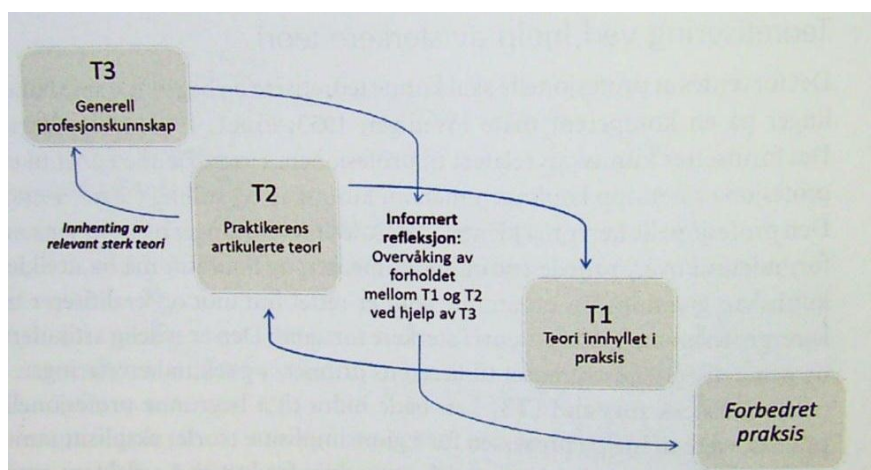 T3
Generell
profesjonskunnskap
Innhenting av
relevant sterk teori
T2
Praktikerens
artikulerte teori
Informert
refleksjon:
Overvåking av
forholdet
mellom T1 og T2
ved hjelp av T3
T1
Teori innhyllet i
praksis
Forbedret
praksis